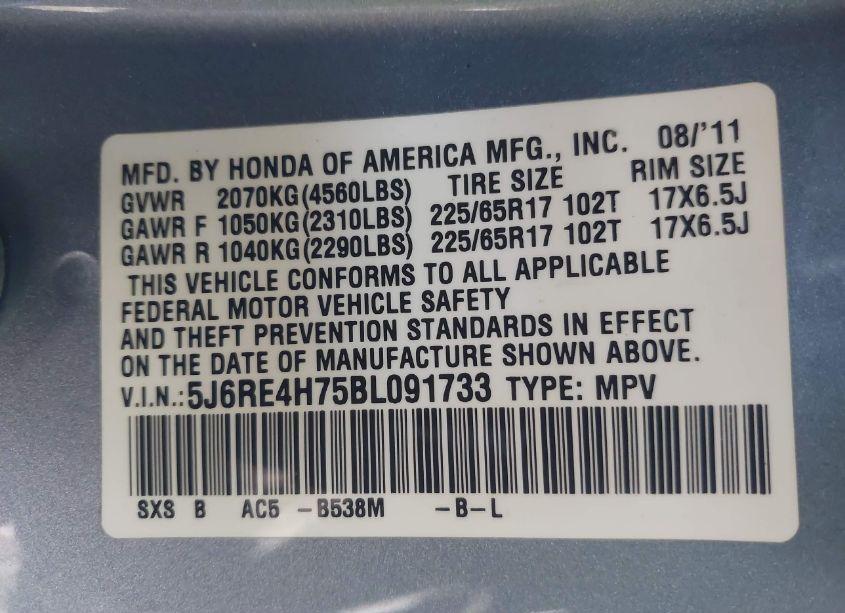 MFD. BY HONDA OF AMERICA MFG., INC. 08/'11
GVWR 2070KG(4560LBS) TIRE SIZE RIM SIZE
GAWR F 1050KG(2310LBS) 225/65R17 102T 17X6.5J
GAWR R 1040KG(2290LBS) 225/65R17 102T 17X6.5J
THIS VEHICLE CONFORMS TO ALL APPLICABLE
FEDERAL MOTOR VEHICLE SAFETY
AND THEFT PREVENTION STANDARDS IN EFFECT
ON THE DATE OF MANUFACTURE SHOWN ABOVE.
V.I.N.:5J6RE4H75BL091733 TYPE: MPV
SXS B AC5 -B538M -B-L